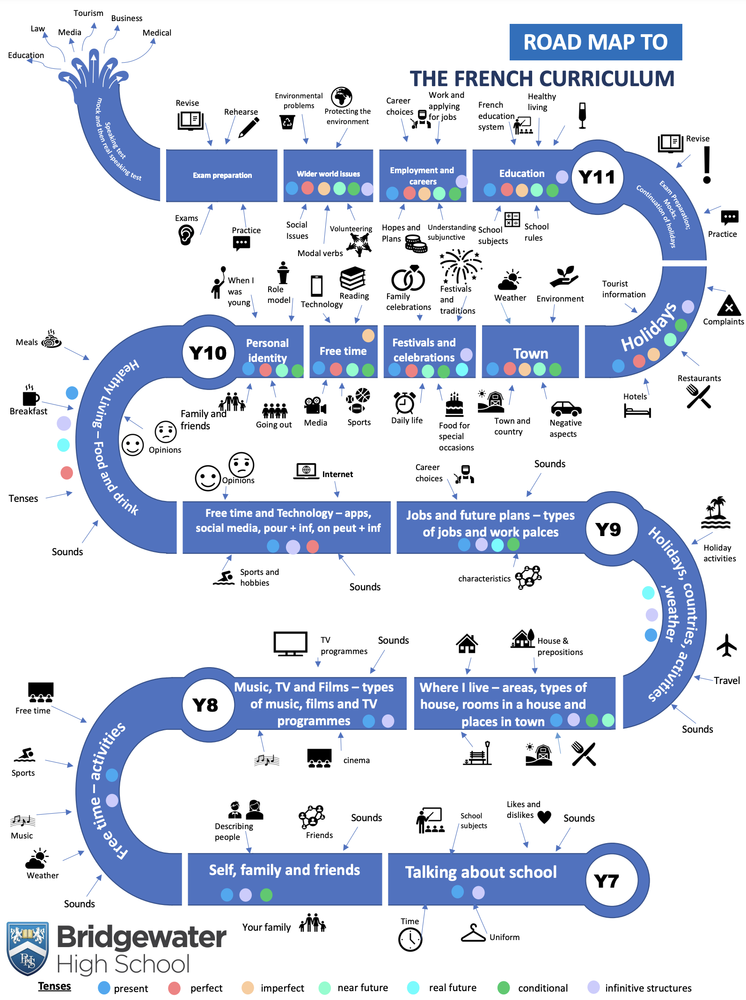 ROAD MAP TO
THE FRENCH CURRICULUM
Tourism
Business
Law
Media
Medical
Education
Speaking test
mock and then real speaking test
Revise
Rehearse
Environmental
problems
Protecting the
environment
Career
choices
Work and
applying
for jobs
French
education
system
Healthy
living
Revise
Exam preparation
Wider world issues
Employment and
careers
Education
Y11
Exam Preparation;
Mocks.
Continuation of holidays
Practice
Exams
Practice
Social
Issues
Modal verbs
Volunteering
Hopes and
Plans
Understanding
subjunctive
School
subjects
School
rules
When I
was
young
Role
model
Technology
Reading
Family
celebrations
Festivals
and
traditions
Weather
Environment
Tourist
information
Complaints
Meals
Y10
Personal
identity
Free time
Festivals and
celebrations
Town
Holidays
Restaurants
Hotels
Breakfast
Healthy Living – Food and drink
Opinions
Family and
friends
Going out
Media
Sports
Daily life
Food for
special
occasions
Town and
country
Negative
aspects
Tenses
Sounds
Opinions
Internet
Career
choices
Sounds
Free time and Technology – apps,
social media, pour + inf, on peut + inf
Jobs and future plans – types
of jobs and work palces
Y9
Holidays, countries, activities
,weather
Holiday
activities
Sports and
hobbies
Sounds
characteristics
Travel
Sounds
TV
programmes
Sounds
House &
prepositions
Y8
Music, TV and Films – types
of music, films and TV
programmes
Where I live – areas, types of
house, rooms in a house and
places in town
cinema
Free time
Sports
Music
Weather
Sounds
Free time – activities
Describing
people
Friends
Sounds
School
subjects
Likes and
dislikes
Sounds
Self, family and friends
Talking about school
Y7
Your family
Time
Uniform
BHS
Bridgewater
High School
Tenses
present
perfect
imperfect
near future
real future
conditional
infinitive structures